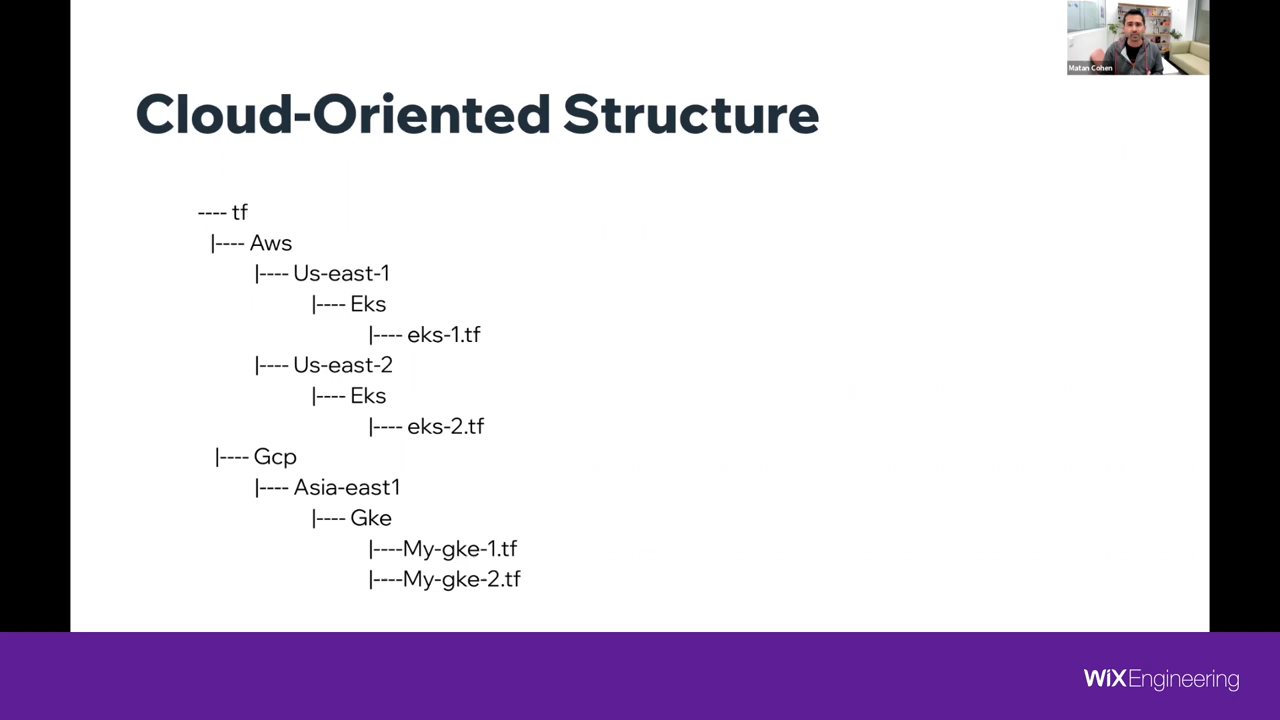 Matan Cohen
Cloud-Oriented Structure
---- tf
|---- Aws
|---- Us-east-1
|---- Eks
|---- eks-1.tf
|---- Us-east-2
|---- Eks
|---- eks-2.tf
|---- Gcp
|---- Asia-east1
|---- Gke
|----My-gke-1.tf
|----My-gke-2.tf
WiXEngineering